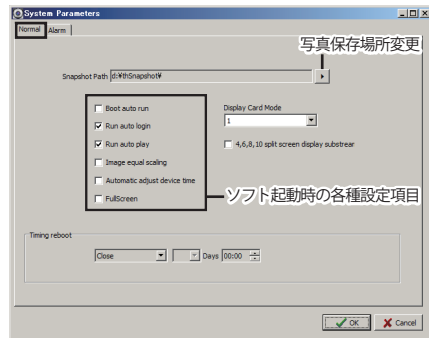 System Parameters
Normal Alarm
写真保存場所変更
Snapshot Path d:¥thSnapshot¥
Boot auto run
Display Card Mode
Run auto login
1
Run auto play
4,6,8,10 split screen display substrear
Image equal scaling
Automatic adjust device time
FullScreen
ソフト起動時の各種設定項目
Timing reboot
Close Days 00:00
OK Cancel